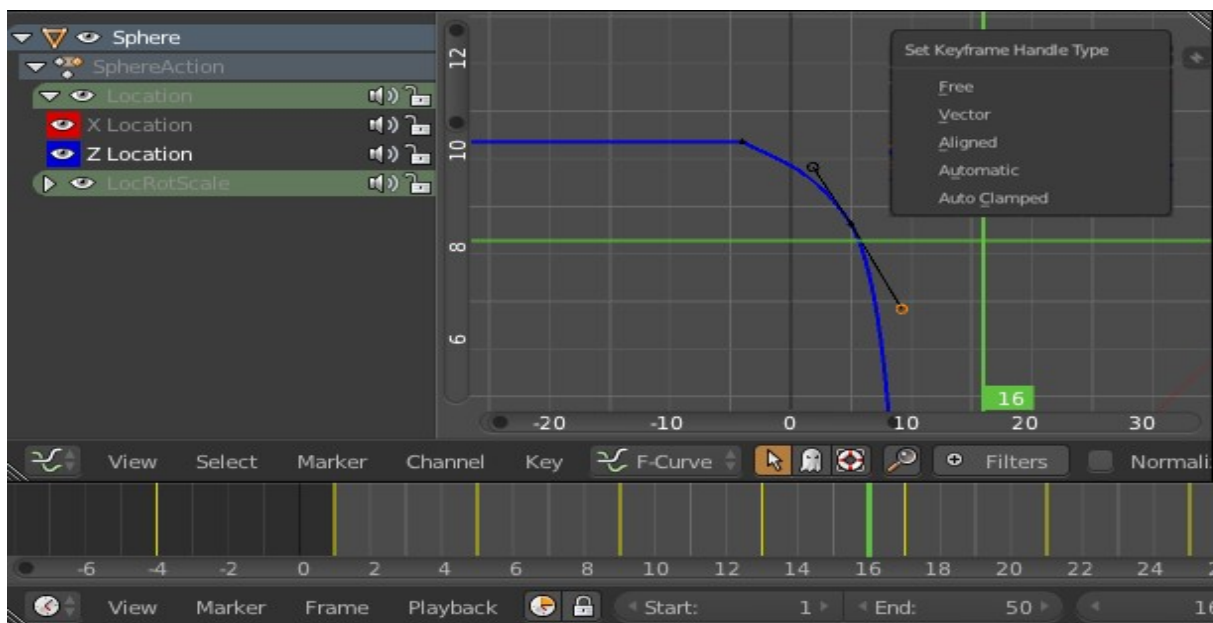 Sphere
SphereAction
Location
X Location
Z Location
LocRotScale
12
10
8
6
Set Keyframe Handle Type
Free
Vector
Aligned
Automatic
Auto Clamped
16
-20 -10 0 10 20 30
View Select Marker Channel Key F-Curve Filters Normali
-6 -4 -2 0 2 4 6 8 10 12 14 16 18 20 22 24
View Marker Frame Playback Start: 1 End: 50 16